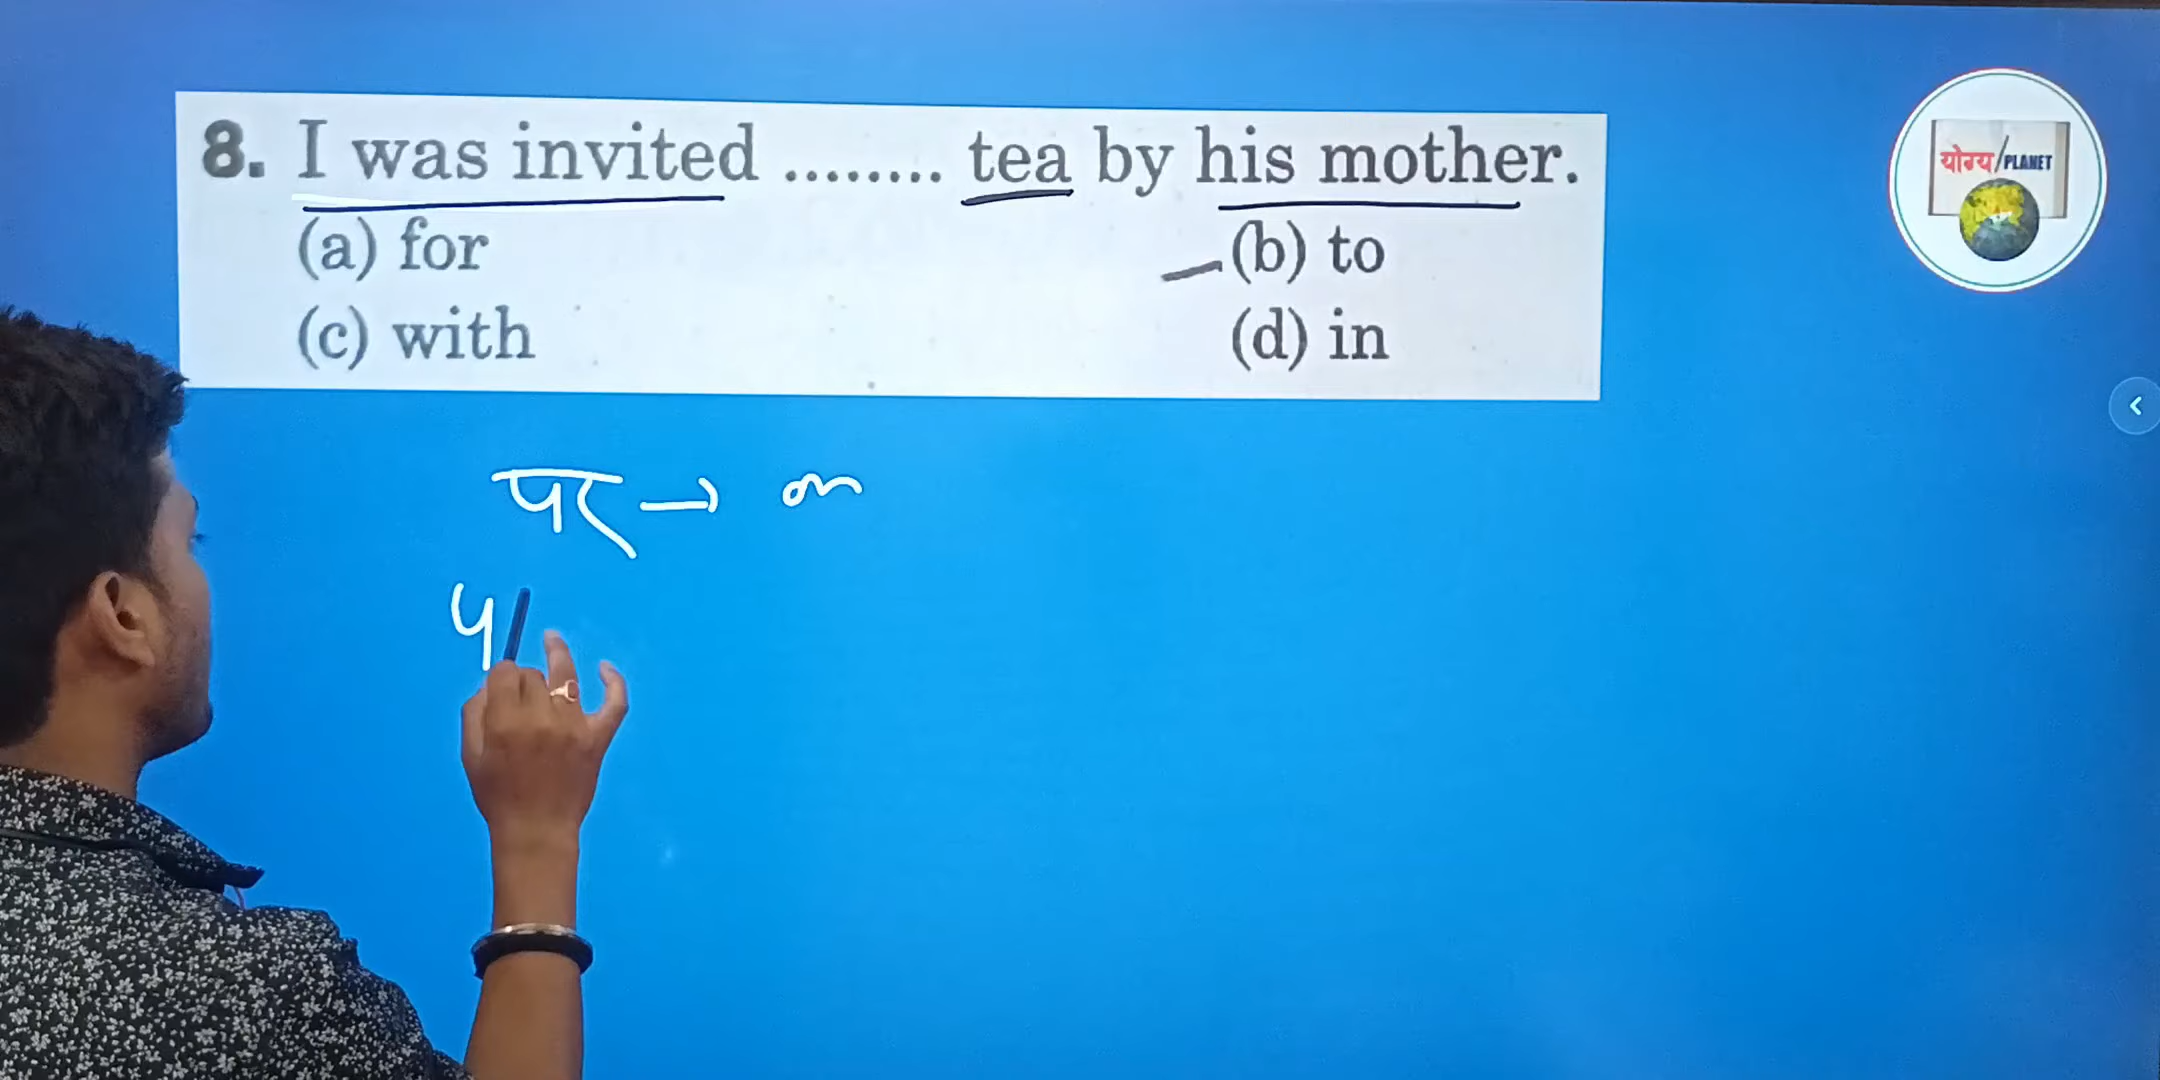 8. I was invited ........ tea by his mother.
(a) for
(b) to
(c) with
(d) in
योग्य/PLANET
पर → on